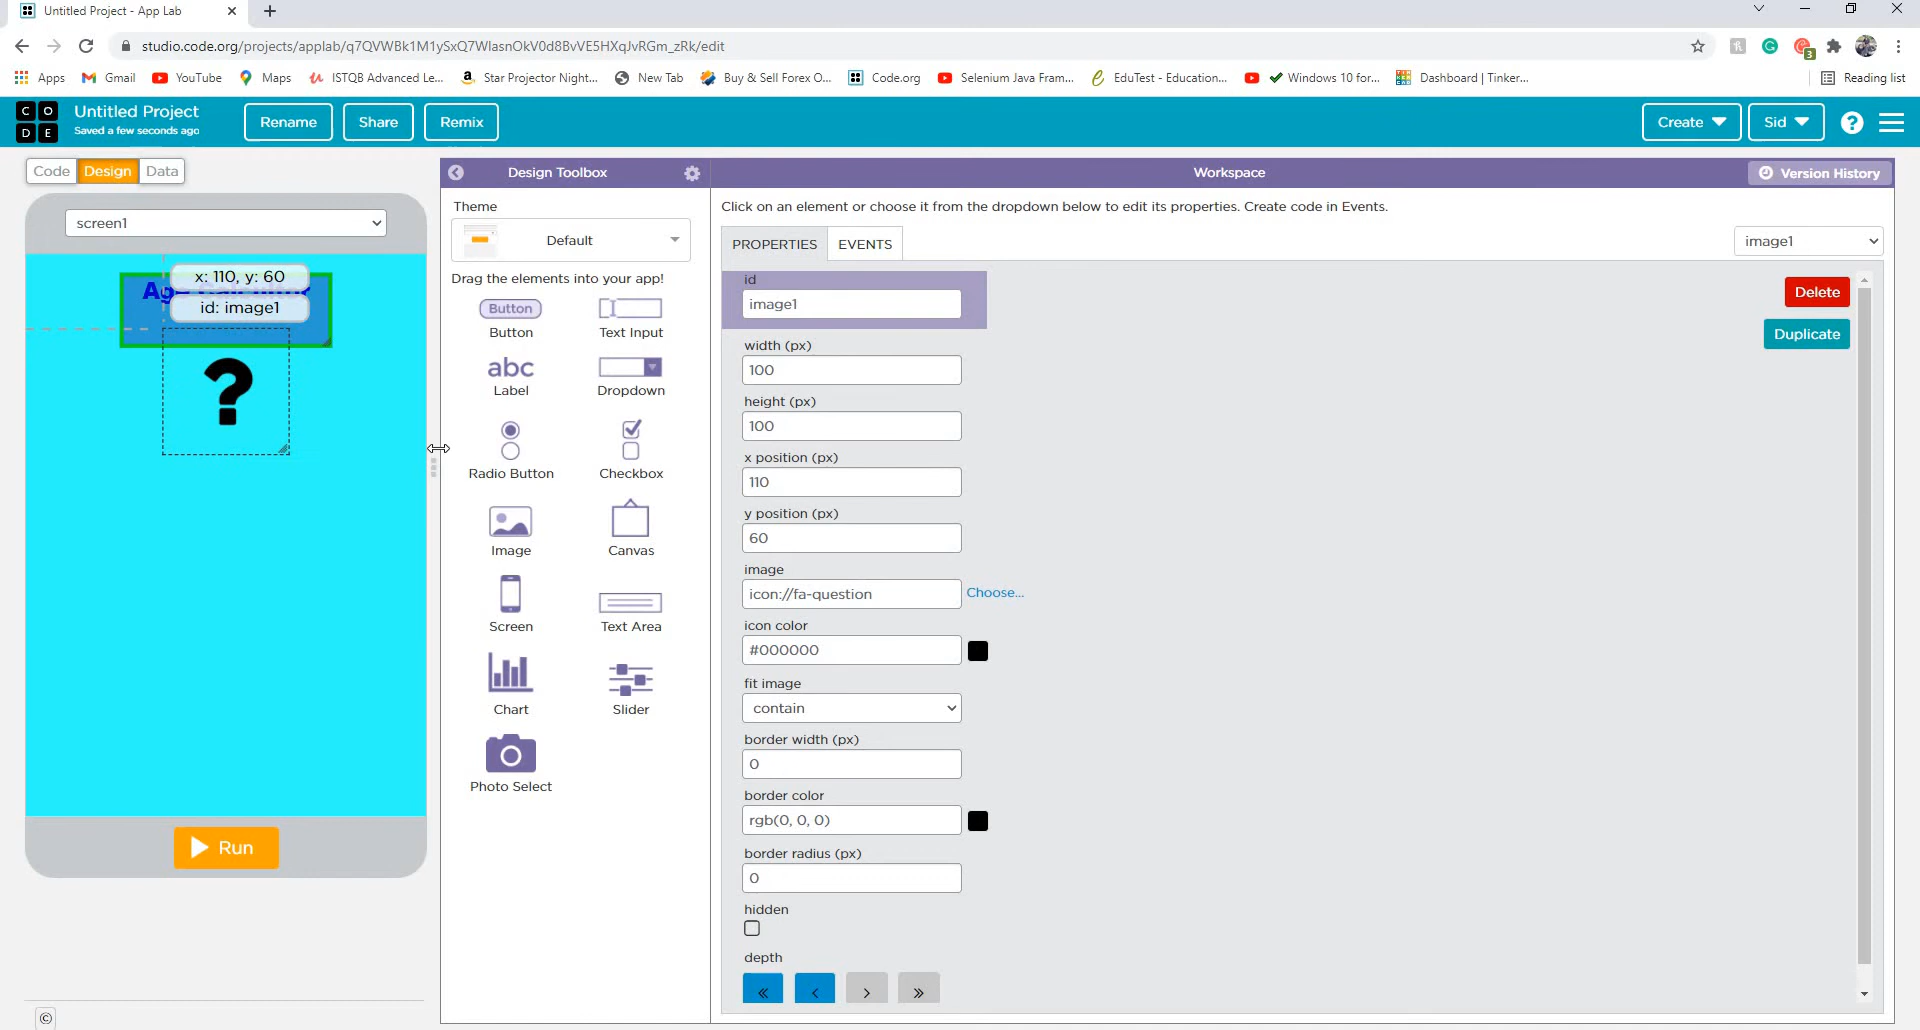 Untitled Project - App Lab
studio.code.org/projects/applab/q7QVWBk1M1ySxQ7WlasnOkV0d8BvVE5HXqJvRGm_zRk/edit
3
Apps
Gmail
YouTube
Maps
ISTQB Advanced Le...
Star Projector Night...
New Tab
Buy & Sell Forex O...
Code.org
Selenium Java Fram...
EduTest - Education...
Windows 10 for...
Dashboard | Tinker...
Reading list
C O
D E
Untitled Project
Saved a few seconds ago
Rename
Share
Remix
Create
Sid
?
Code
Design
Data
Design Toolbox
Workspace
Version History
screen1
x: 110, y: 60
id: image1
?
Run
©
Theme
Default
Drag the elements into your app!
Button
Button
Text Input
abc
Label
Dropdown
Radio Button
Checkbox
Image
Canvas
Screen
Text Area
Chart
Slider
Photo Select
Click on an element or choose it from the dropdown below to edit its properties. Create code in Events.
PROPERTIES
EVENTS
image1
id
image1
Delete
Duplicate
width (px)
100
height (px)
100
x position (px)
110
y position (px)
60
image
icon://fa-question
Choose...
icon color
#000000
fit image
contain
border width (px)
0
border color
rgb(0, 0, 0)
border radius (px)
0
hidden
depth
« < > »